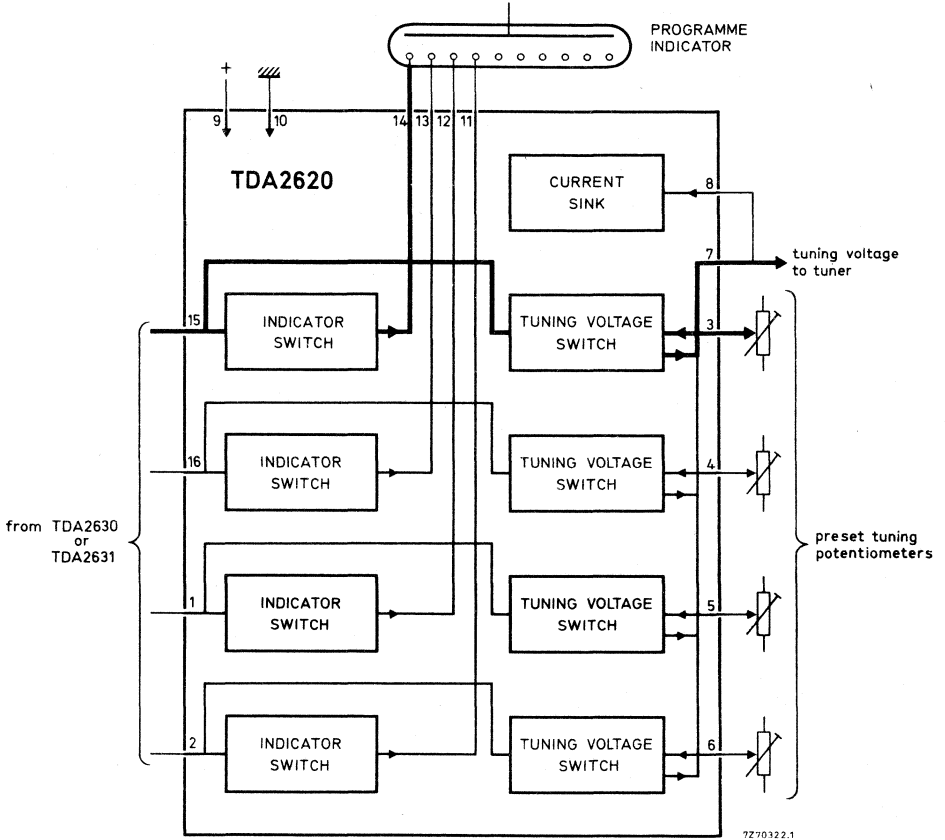 PROGRAMME
INDICATOR
+
9
10
14
13
12
11
TDA2620
CURRENT
SINK
8
7
tuning voltage
to tuner
15
INDICATOR
SWITCH
TUNING VOLTAGE
SWITCH
3
16
INDICATOR
SWITCH
TUNING VOLTAGE
SWITCH
4
from TDA2630
or
TDA2631
preset tuning
potentiometers
1
INDICATOR
SWITCH
TUNING VOLTAGE
SWITCH
5
2
INDICATOR
SWITCH
TUNING VOLTAGE
SWITCH
6
7Z70322.1